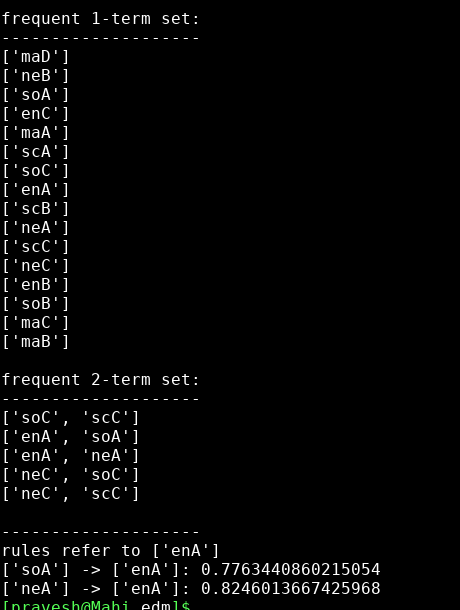 frequent 1-term set:
--------------------
['maD']
['neB']
['soA']
['enC']
['maA']
['scA']
['soC']
['enA']
['scB']
['neA']
['scC']
['neC']
['enB']
['soB']
['maC']
['maB']
frequent 2-term set:
--------------------
['soC', 'scC']
['enA', 'soA']
['enA', 'neA']
['neC', 'soC']
['neC', 'scC']
--------------------
rules refer to ['enA']
['soA'] -> ['enA']: 0.7763440860215054
['neA'] -> ['enA']: 0.8246013667425968
[pravesh@Mahi edm]$